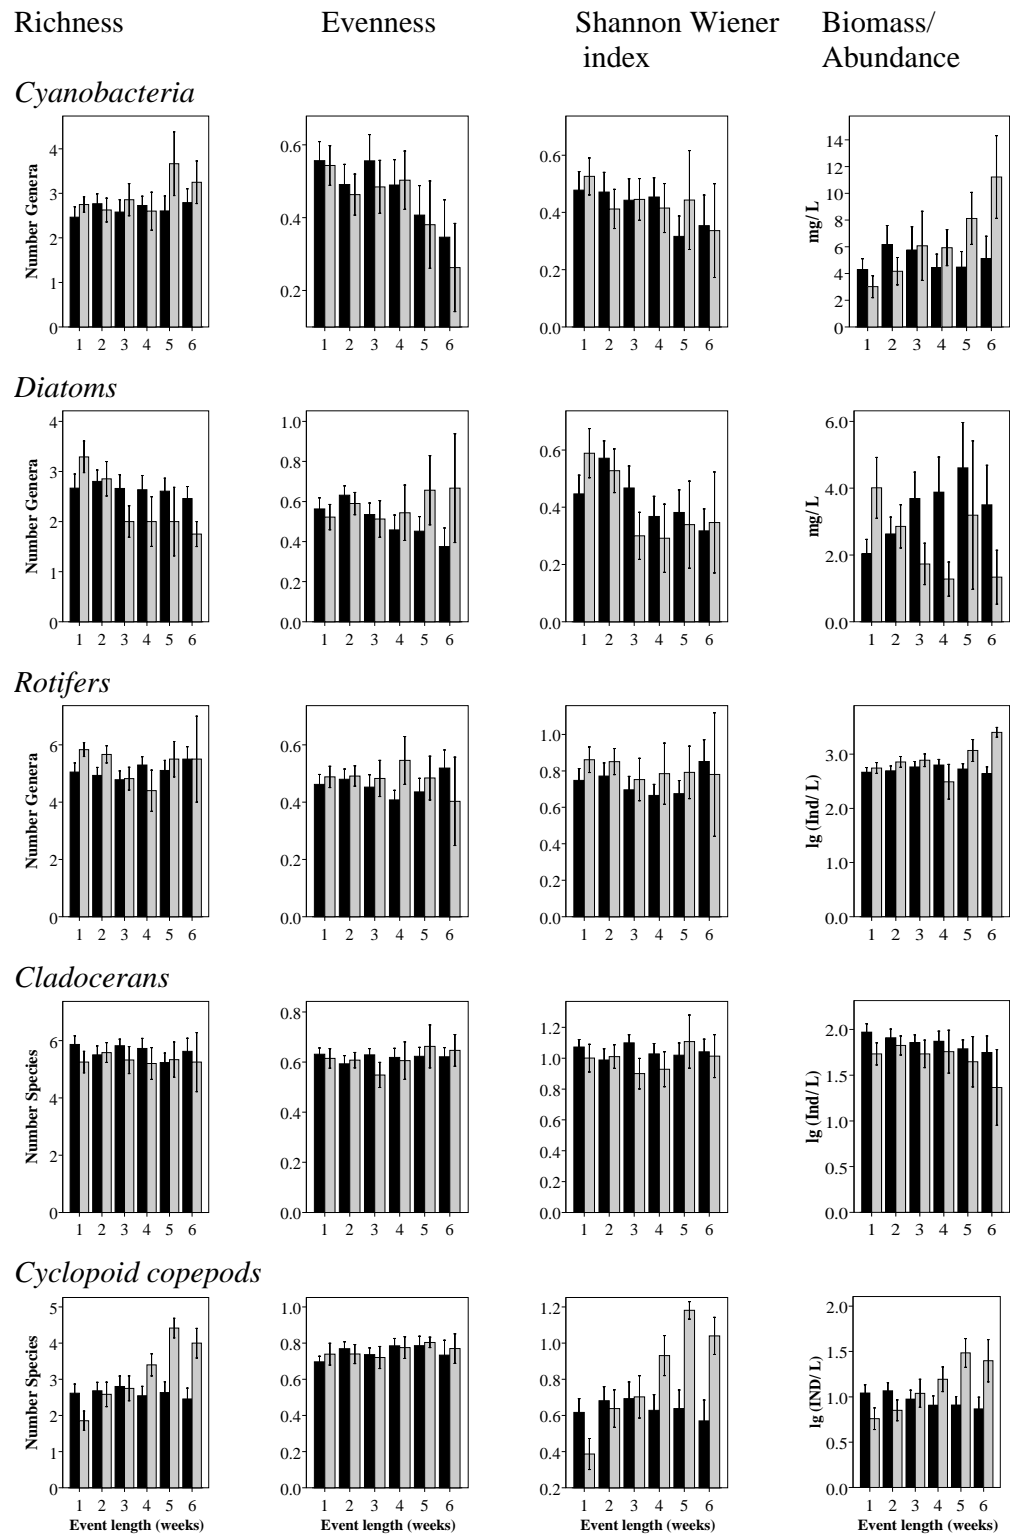 Richness Evenness Shannon Wiener index Biomass/ Abundance
Cyanobacteria
Number Genera
4
3
2
1
0
1 2 3 4 5 6
0.6
0.4
0.2
1 2 3 4 5 6
0.6
0.4
0.2
0.0
1 2 3 4 5 6
mg/ L
14
12
10
8
6
4
2
0
1 2 3 4 5 6
Diatoms
Number Genera
4
3
2
1
0
1 2 3 4 5 6
1.0
0.8
0.6
0.4
0.2
0.0
1 2 3 4 5 6
0.6
0.4
0.2
0.0
1 2 3 4 5 6
mg/ L
6.0
4.0
2.0
0.0
1 2 3 4 5 6
Rotifers
Number Genera
6
4
2
0
1 2 3 4 5 6
0.6
0.4
0.2
0.0
1 2 3 4 5 6
1.0
0.8
0.6
0.4
0.2
0.0
1 2 3 4 5 6
lg (Ind/ L)
3.0
2.0
1.0
0.0
1 2 3 4 5 6
Cladocerans
Number Species
6
4
2
0
1 2 3 4 5 6
0.8
0.6
0.4
0.2
0.0
1 2 3 4 5 6
1.2
1.0
0.8
0.6
0.4
0.2
0.0
1 2 3 4 5 6
lg (Ind/ L)
2.0
1.5
1.0
0.5
0.0
1 2 3 4 5 6
Cyclopoid copepods
Number Species
5
4
3
2
1
0
1 2 3 4 5 6
Event length (weeks)
1.0
0.8
0.6
0.4
0.2
0.0
1 2 3 4 5 6
Event length (weeks)
1.2
1.0
0.8
0.6
0.4
0.2
1 2 3 4 5 6
Event length (weeks)
lg (IND/ L)
2.0
1.5
1.0
0.5
0.0
1 2 3 4 5 6
Event length (weeks)